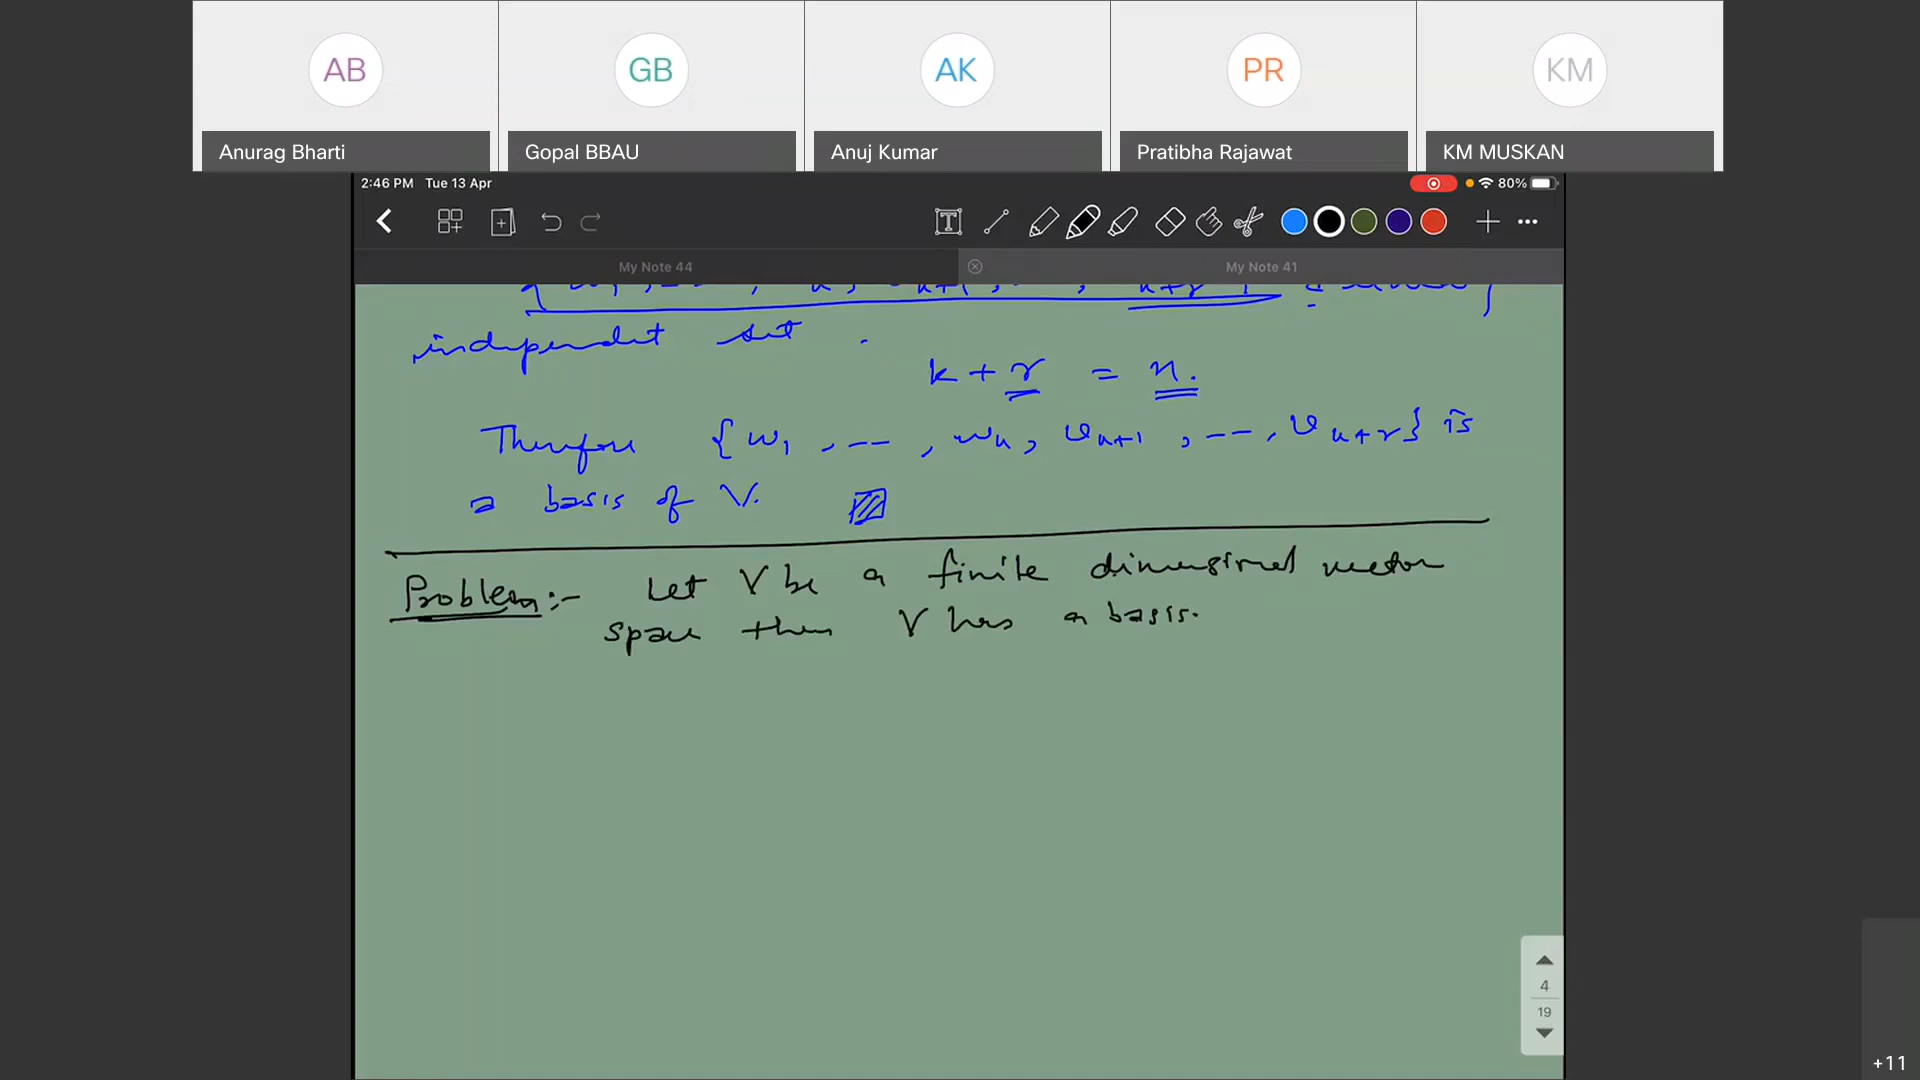 AB GB AK PR KM
Anurag Bharti Gopal BBAU Anuj Kumar Pratibha Rajawat KM MUSKAN
2:46 PM Tue 13 Apr 80%
My Note 44 My Note 41
independent set .
k + r = n.
Therefore { w1 , -- , wk, vk+1 , --, vk+r} is
a basis of V.
Problem :- Let V be a finite dimensional vector
space then V has a basis.
4
19
+11